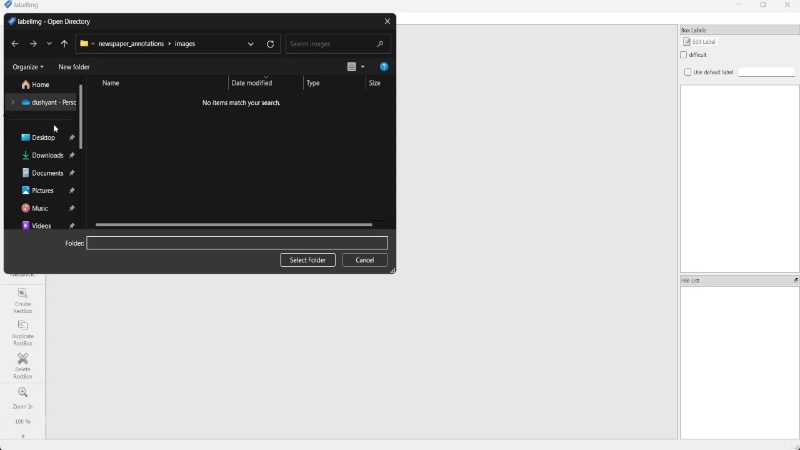 labelImg
labelImg - Open Directory
« newspaper_annotations › images
Search images
Organize
New folder
Name
Date modified
Type
Size
No items match your search.
Home
dushyant - Perso
Desktop
Downloads
Documents
Pictures
Music
Videos
Folder:
Select Folder
Cancel
Create
RectBox
Duplicate
RectBox
Delete
RectBox
Zoom In
100 %
Box Labels
Edit Label
difficult
Use default label
File List